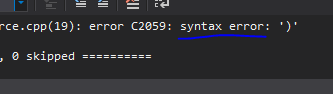 rce.cpp(19): error C2059: syntax error: ')'
, 0 skipped ==========